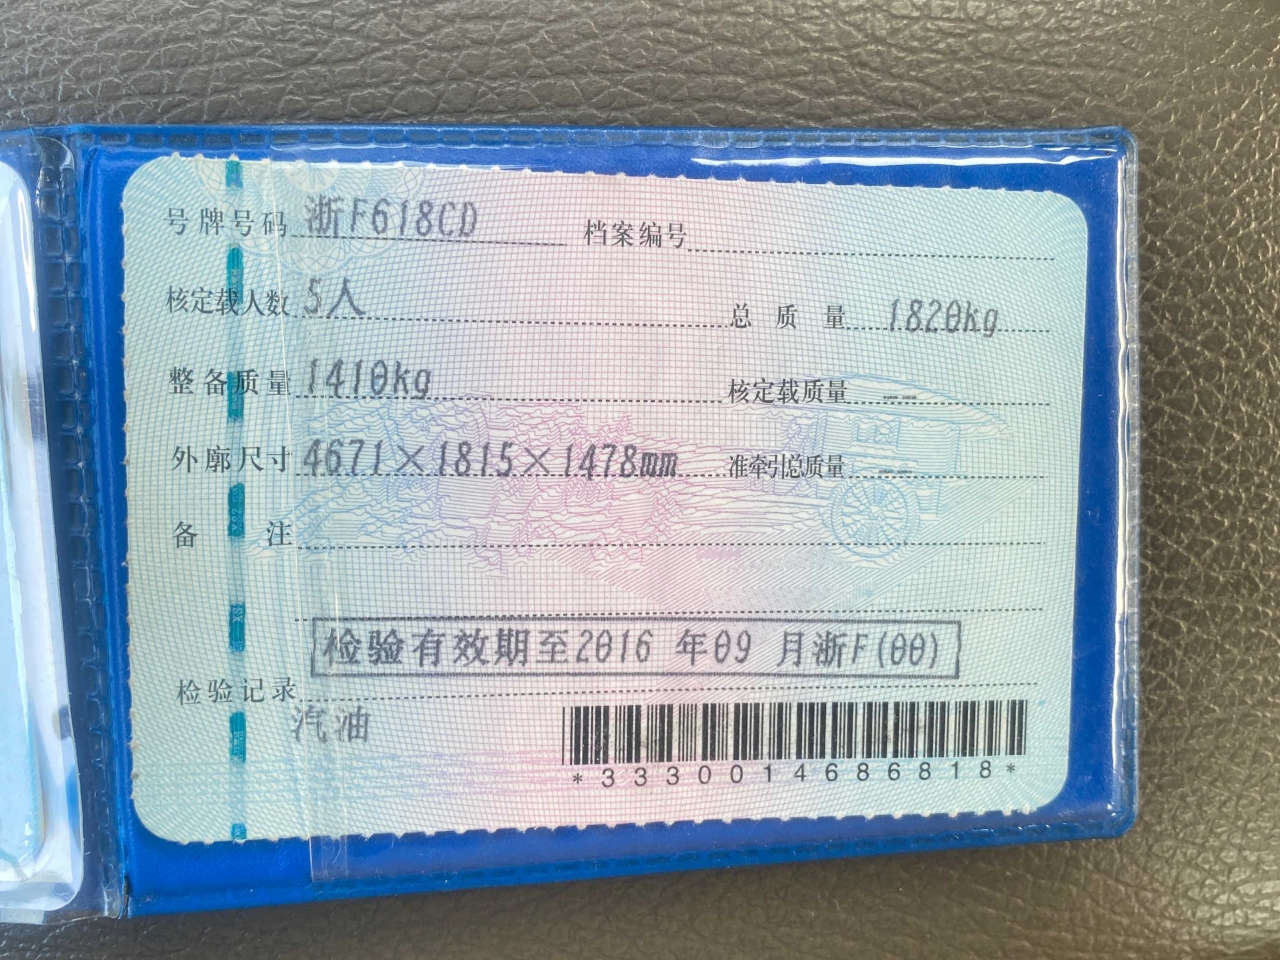 号牌号码 浙F618CD 档案编号
核定载人数 5人 总质量 1820kg
整备质量 1410kg 核定载质量 --
外廓尺寸 4671×1815×1478mm 准牵引总质量 --
备注
检验有效期至2016 年09 月浙F(00)
检验记录
汽油
*3330014686818*